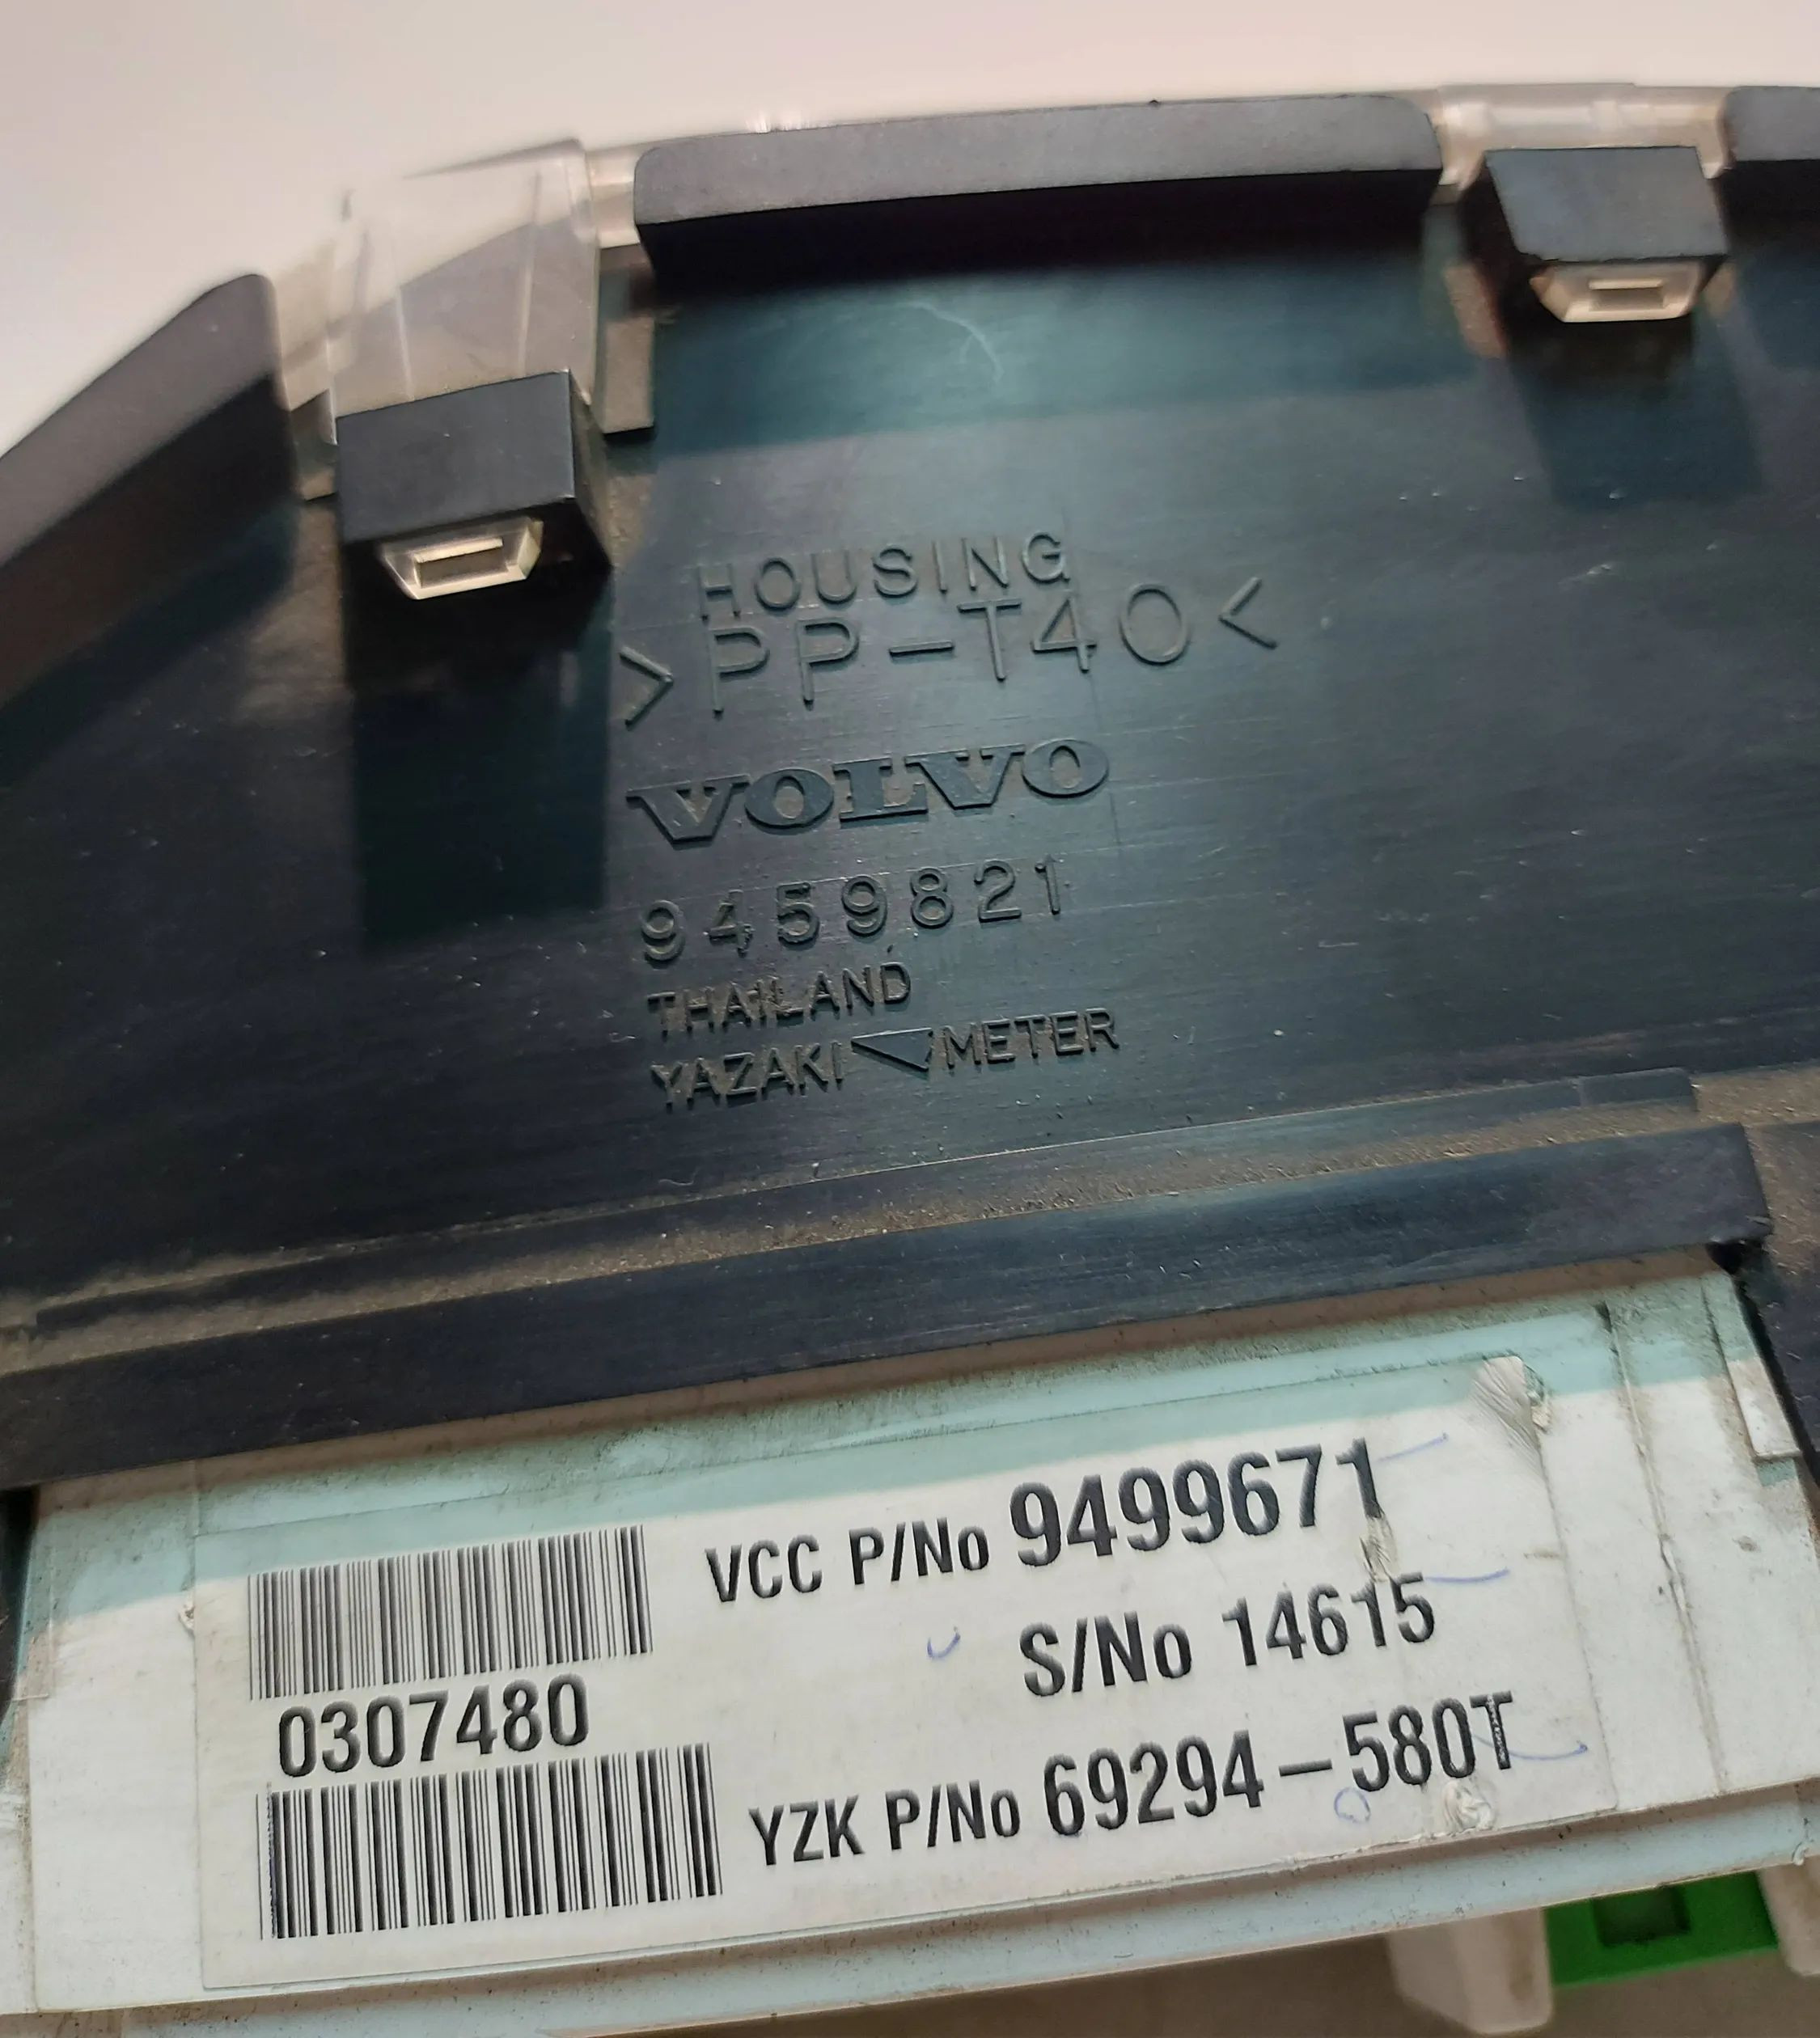 HOUSING
>PP-T40<
VOLVO
9459821
THAILAND
YAZAKI METER
VCC P/No 9499671
S/No 14615
0307480
YZK P/No 69294-580T